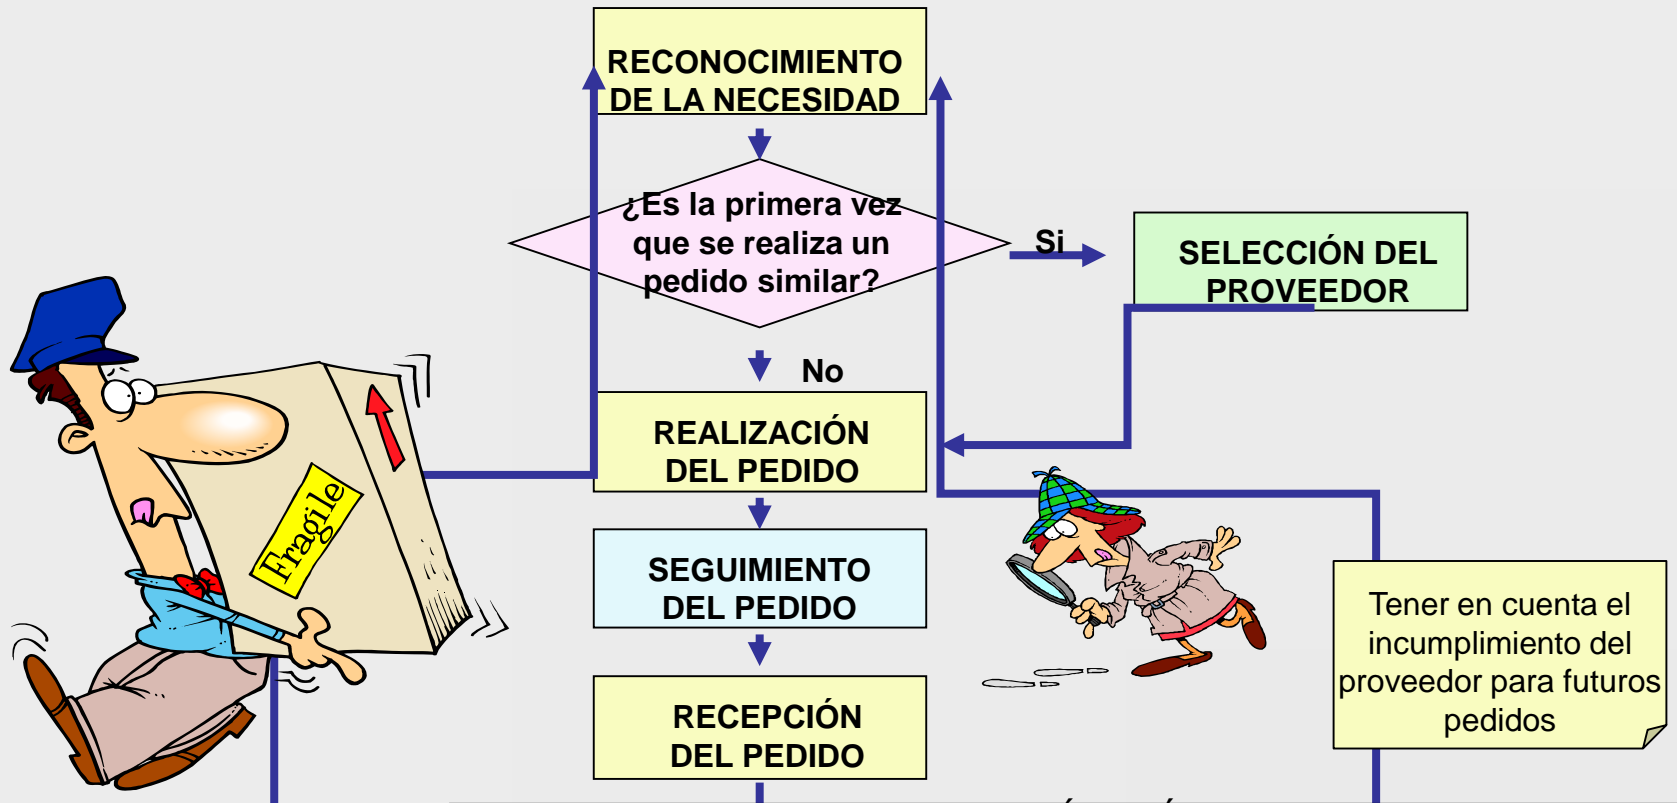 RECONOCIMIENTO
DE LA NECESIDAD
¿Es la primera vez
que se realiza un
pedido similar?
Si
SELECCIÓN DEL
PROVEEDOR
No
REALIZACIÓN
DEL PEDIDO
Fragile
SEGUIMIENTO
DEL PEDIDO
Tener en cuenta el
incumplimiento del
proveedor para futuros
pedidos
RECEPCIÓN
DEL PEDIDO